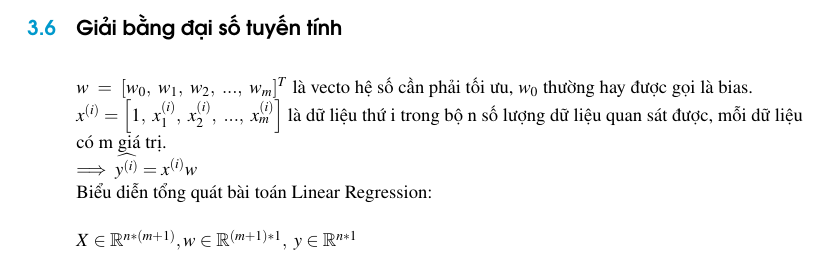 3.6 Giải bằng đại số tuyến tính
w = [w₀, w₁, w₂, ..., wₘ]ᵀ là vecto hệ số cần phải tối ưu, w₀ thường hay được gọi là bias.
x⁽ⁱ⁾ = [1, x₁⁽ⁱ⁾, x₂⁽ⁱ⁾, ..., xₘ⁽ⁱ⁾] là dữ liệu thứ i trong bộ n số lượng dữ liệu quan sát được, mỗi dữ liệu
có m giá trị.
⟹ \widehat{y⁽ⁱ⁾} = x⁽ⁱ⁾w
Biểu diễn tổng quát bài toán Linear Regression:
X ∈ ℝ^{n*(m+1)}, w ∈ ℝ^{(m+1)*1}, y ∈ ℝ^{n*1}